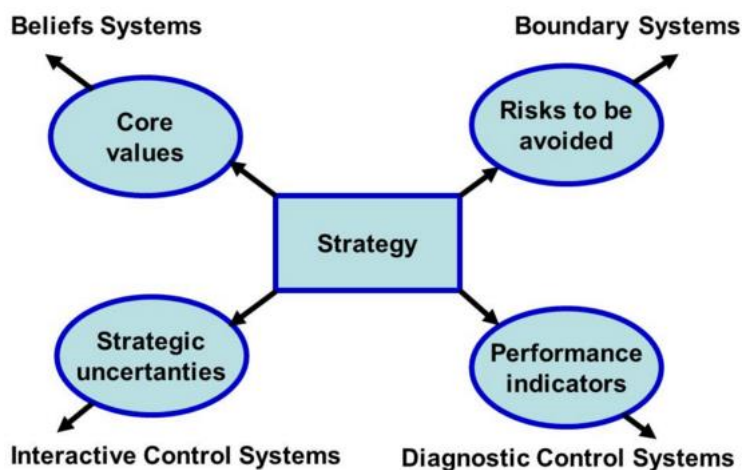 Beliefs Systems
Boundary Systems
Core
values
Risks to be
avoided
Strategy
Strategic
uncertanties
Performance
indicators
Interactive Control Systems
Diagnostic Control Systems